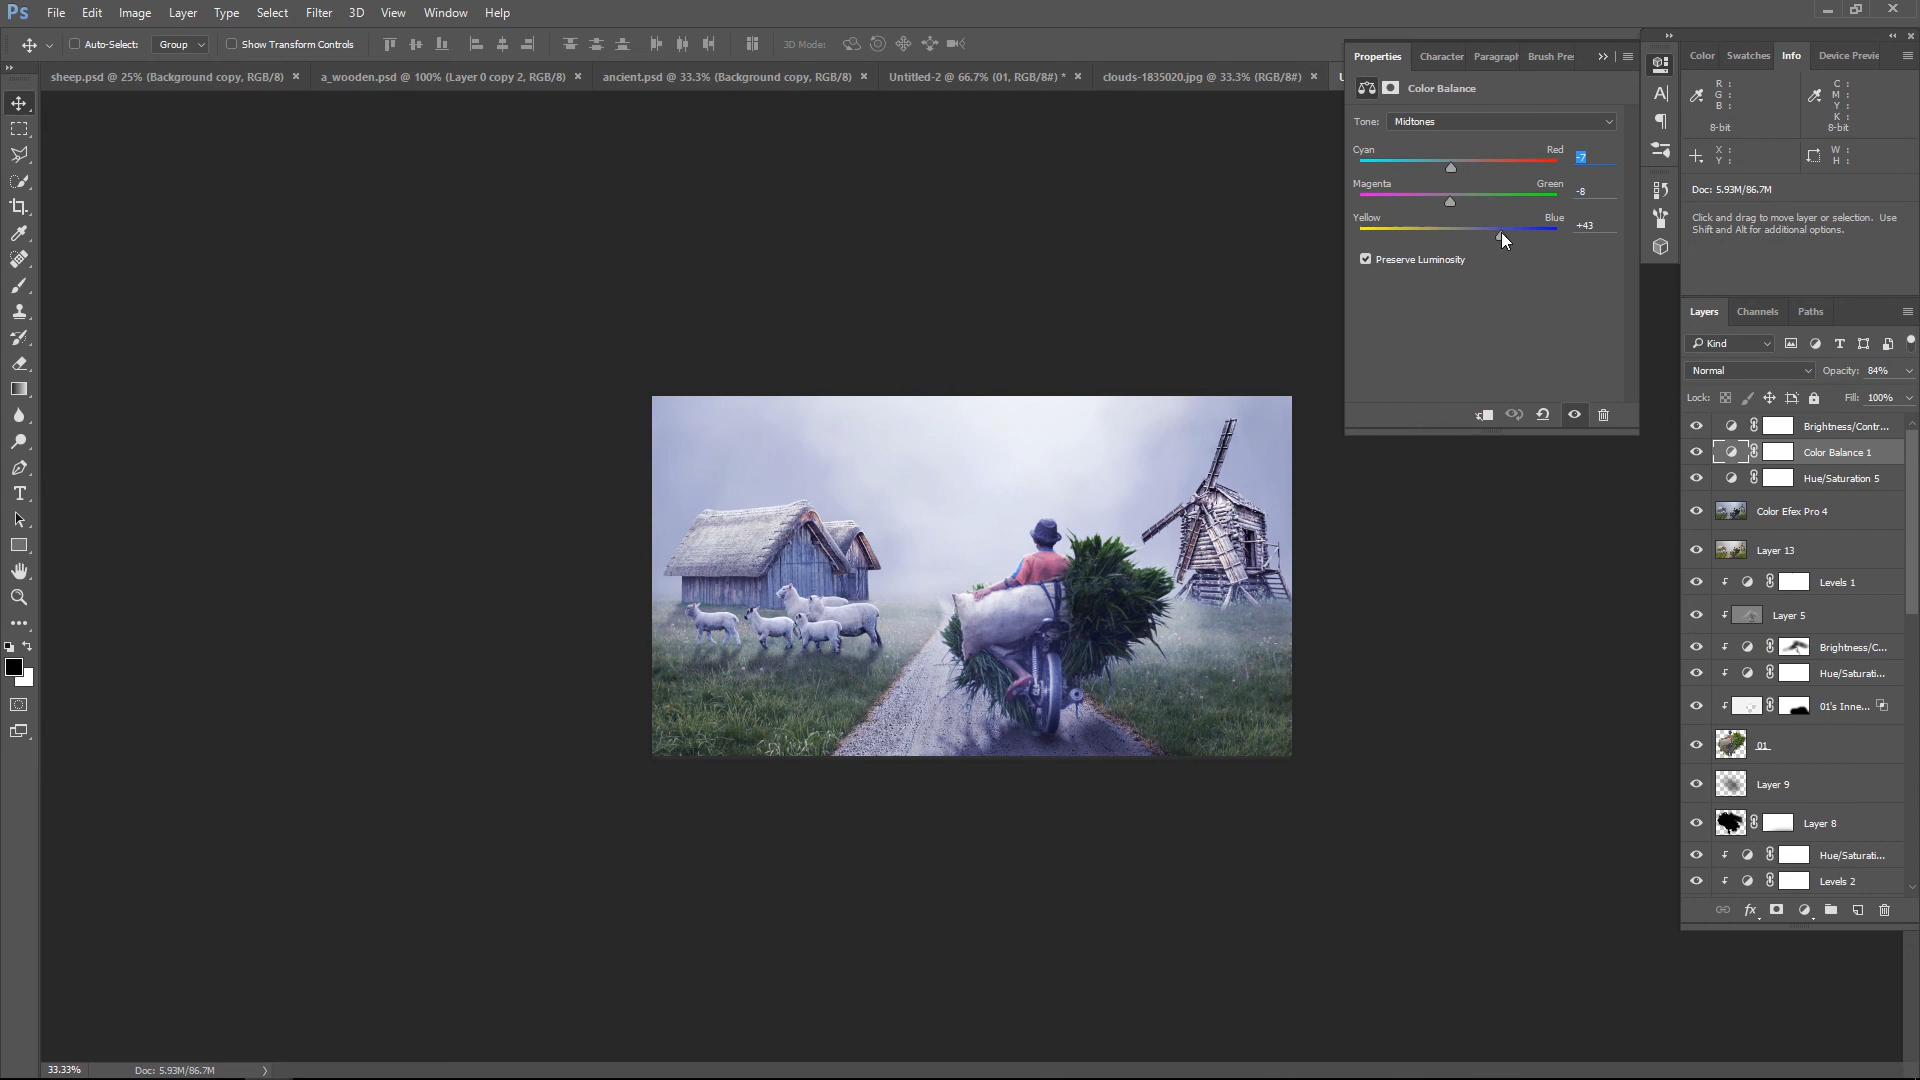 Ps File Edit Image Layer Type Select Filter 3D View Window Help
Auto-Select: Group Show Transform Controls 3D Mode:
sheep.psd @ 25% (Background copy, RGB/8) × a_wooden.psd @ 100% (Layer 0 copy 2, RGB/8) × ancient.psd @ 33.3% (Background copy, RGB/8) × Untitled-2 @ 66.7% (01, RGB/8#) * × clouds-1835020.jpg @ 33.3% (RGB/8#) ×
Properties Character Paragraph Brush Pre
Color Balance
Tone: Midtones
Cyan Red -7
Magenta Green -8
Yellow Blue +43
Preserve Luminosity
Color Swatches Info Device Previe
R : C :
G : M :
B : Y :
K :
8-bit 8-bit
X : W :
Y : H :
Doc: 5.93M/86.7M
Click and drag to move layer or selection. Use
Shift and Alt for additional options.
Layers Channels Paths
Kind
Normal Opacity: 84%
Lock: Fill: 100%
Brightness/Contr...
Color Balance 1
Hue/Saturation 5
Color Efex Pro 4
Layer 13
Levels 1
Layer 5
Brightness/C...
Hue/Saturati...
01's Inne...
01
Layer 9
Layer 8
Hue/Saturati...
Levels 2
33.33% Doc: 5.93M/86.7M